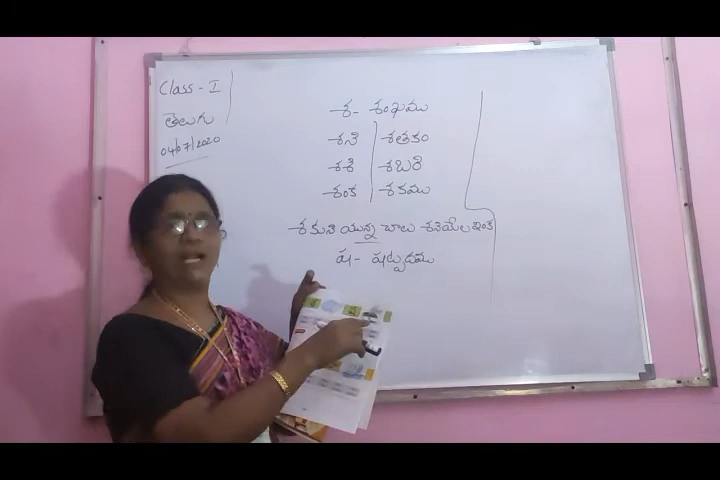 Class - I
తెలుగు
04/07/2020
శ - శంఖము
శని శతకం
శశి శబరి
శంక శకము
శకుని యున్న చాలు శనియేల ఇంక
ష - షట్పదము